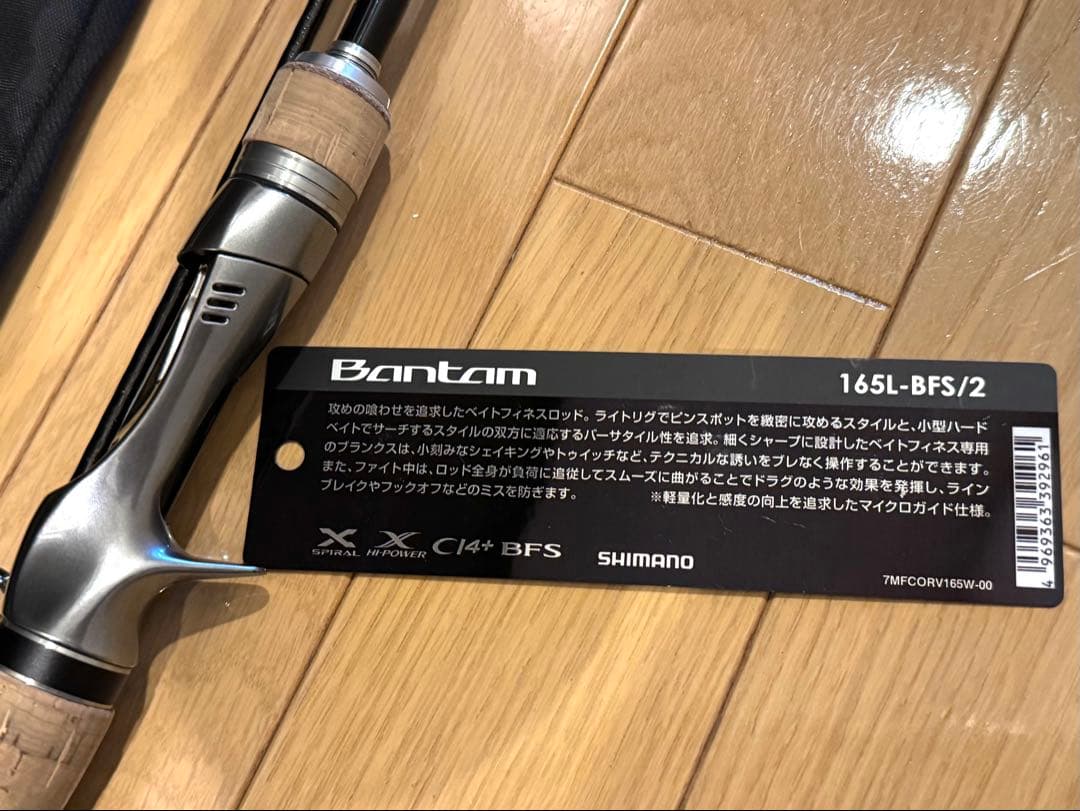 Bantam
165L-BFS/2
攻めの喰わせを追求したベイトフィネスロッド。ライトリグでピンスポットを緻密に攻めるスタイルと、小型ハード
ベイトでサーチするスタイルの双方に適応するバーサタイル性を追求。細くシャープに設計したベイトフィネス専用
のブランクスは、小刻みなシェイキングやトゥイッチなど、テクニカルな誘いをブレなく操作することができます。
また、ファイト中は、ロッド全身が負荷に追従してスムーズに曲がることでドラグのような効果を発揮し、ライン
ブレイクやフックオフなどのミスを防ぎます。 ※軽量化と感度の向上を追求したマイクロガイド仕様。
X SPIRAL X HI-POWER CI4+ BFS SHIMANO
7MFCORV165W-00
4 969363 392961